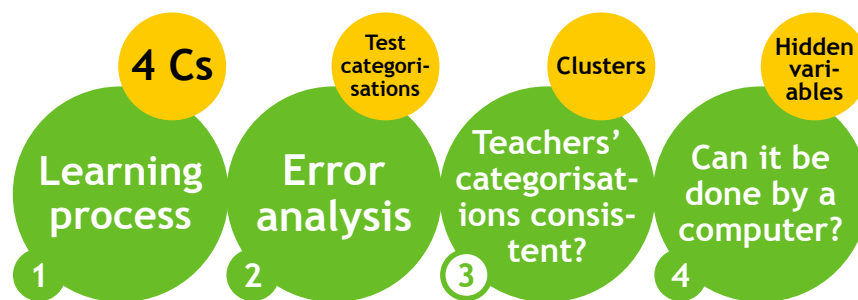 4 Cs
Learning
process
1
Test
categori-
sations
Error
analysis
2
Clusters
Teachers’
categorisat-
ions consis-
tent?
3
Hidden
vari-
ables
Can it be
done by a
computer?
4